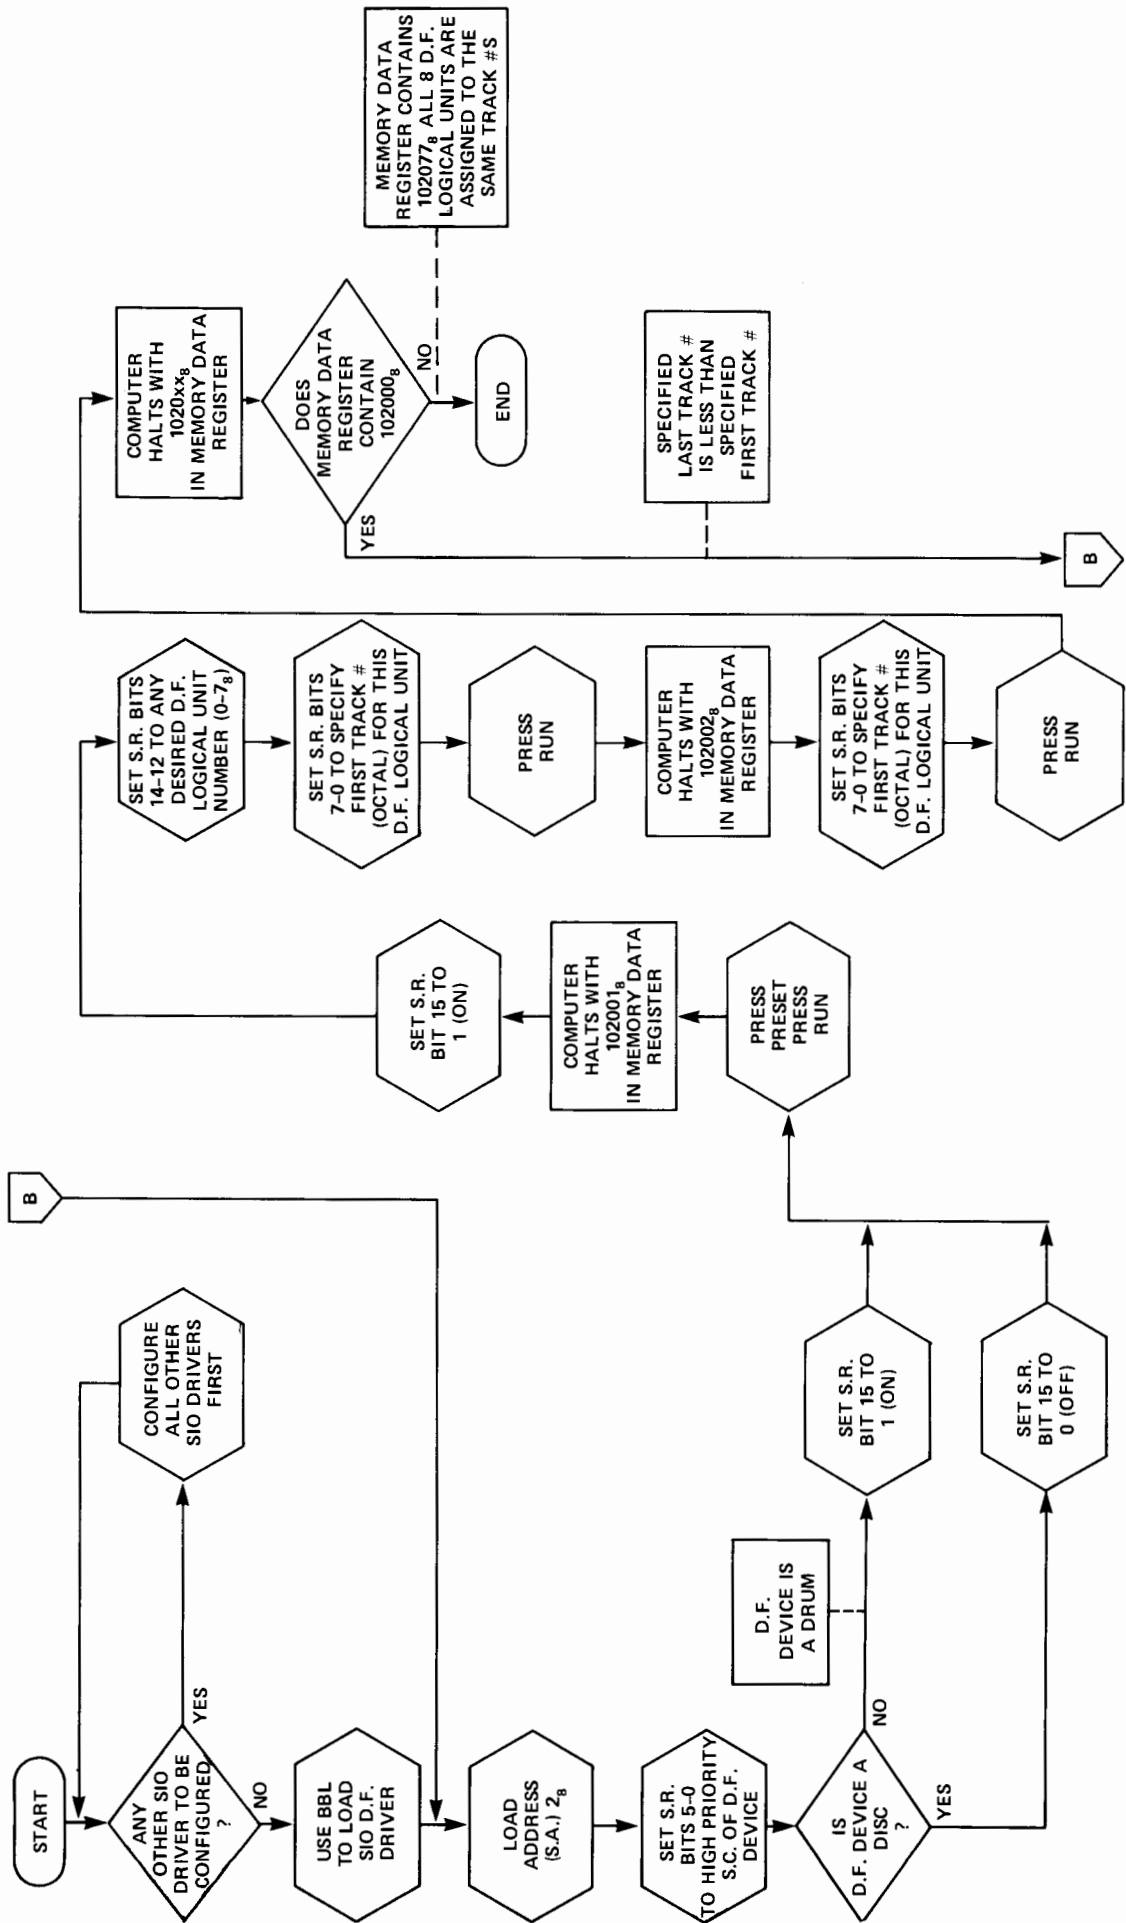 START
ANY
OTHER SIO
DRIVER TO BE
CONFIGURED
?
YES
NO
CONFIGURE
ALL OTHER
SIO DRIVERS
FIRST
B
USE BBL
TO LOAD
SIO D.F.
DRIVER
LOAD
ADDRESS
(S.A.) 2₈
SET S.R.
BITS 5-0
TO HIGH PRIORITY
S.C. OF D.F.
DEVICE
IS
D.F. DEVICE A
DISC
?
NO
YES
D.F.
DEVICE IS
A DRUM
SET S.R.
BIT 15 TO
1 (ON)
SET S.R.
BIT 15 TO
0 (OFF)
PRESS
PRESET
PRESS
RUN
COMPUTER
HALTS WITH
102001₈
IN MEMORY DATA
REGISTER
SET S.R.
BIT 15 TO
1 (ON)
SET S.R. BITS
14-12 TO ANY
DESIRED D.F.
LOGICAL UNIT
NUMBER (0-7₈)
SET S.R. BITS
7-0 TO SPECIFY
FIRST TRACK #
(OCTAL) FOR THIS
D.F. LOGICAL UNIT
PRESS
RUN
COMPUTER
HALTS WITH
102002₈
IN MEMORY DATA
REGISTER
SET S.R. BITS
7-0 TO SPECIFY
FIRST TRACK #
(OCTAL) FOR THIS
D.F. LOGICAL UNIT
PRESS
RUN
COMPUTER
HALTS WITH
1020xx₈
IN MEMORY DATA
REGISTER
DOES
MEMORY DATA
REGISTER
CONTAIN
102000₈
YES
NO
MEMORY DATA
REGISTER CONTAINS
102077₈ ALL 8 D.F.
LOGICAL UNITS ARE
ASSIGNED TO THE
SAME TRACK #S
END
SPECIFIED
LAST TRACK #
IS LESS THAN
SPECIFIED
FIRST TRACK #
B